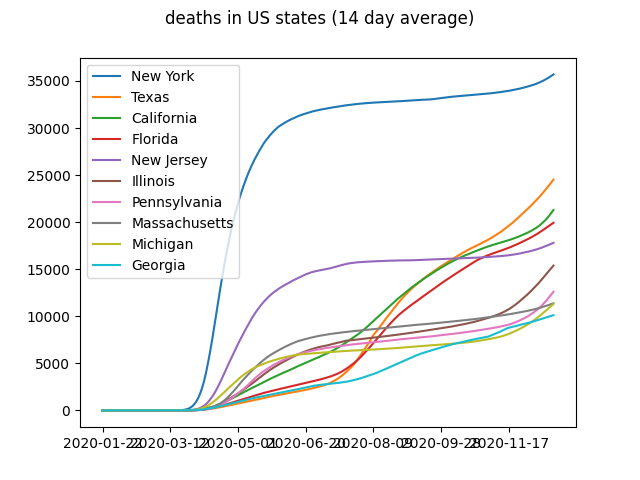 deaths in US states (14 day average)
New York
Texas
California
Florida
New Jersey
Illinois
Pennsylvania
Massachusetts
Michigan
Georgia
35000
30000
25000
20000
15000
10000
5000
0
2020-01-22 2020-03-12 2020-05-01 2020-06-20 2020-08-09 2020-09-28 2020-11-17